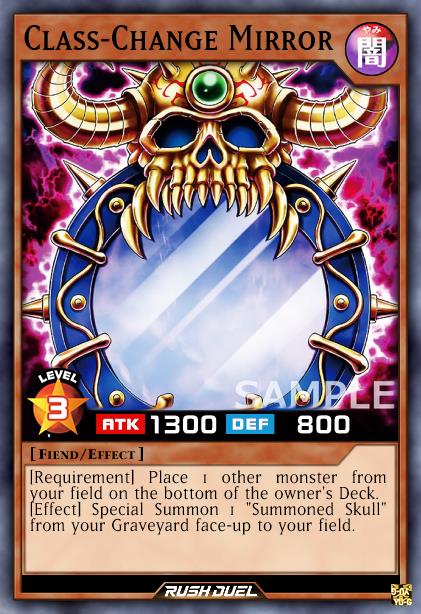 Class-Change Mirror
やみ
闇
SAMPLE
LEVEL
3
ATK 1300 DEF 800
[ Fiend/Effect ]
[Requirement] Place 1 other monster from
your field on the bottom of the owner's Deck.
[Effect] Special Summon 1 "Summoned Skull"
from your Graveyard face-up to your field.
RUSH DUEL